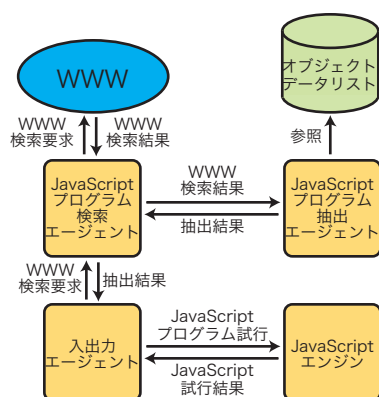 WWW
オブジェクト
データリスト
WWW
検索要求
WWW
検索結果
参照
JavaScript
プログラム
検索
エージェント
WWW
検索結果
抽出結果
JavaScript
プログラム
抽出
エージェント
WWW
検索要求
抽出結果
入出力
エージェント
JavaScript
プログラム試行
JavaScript
試行結果
JavaScript
エンジン